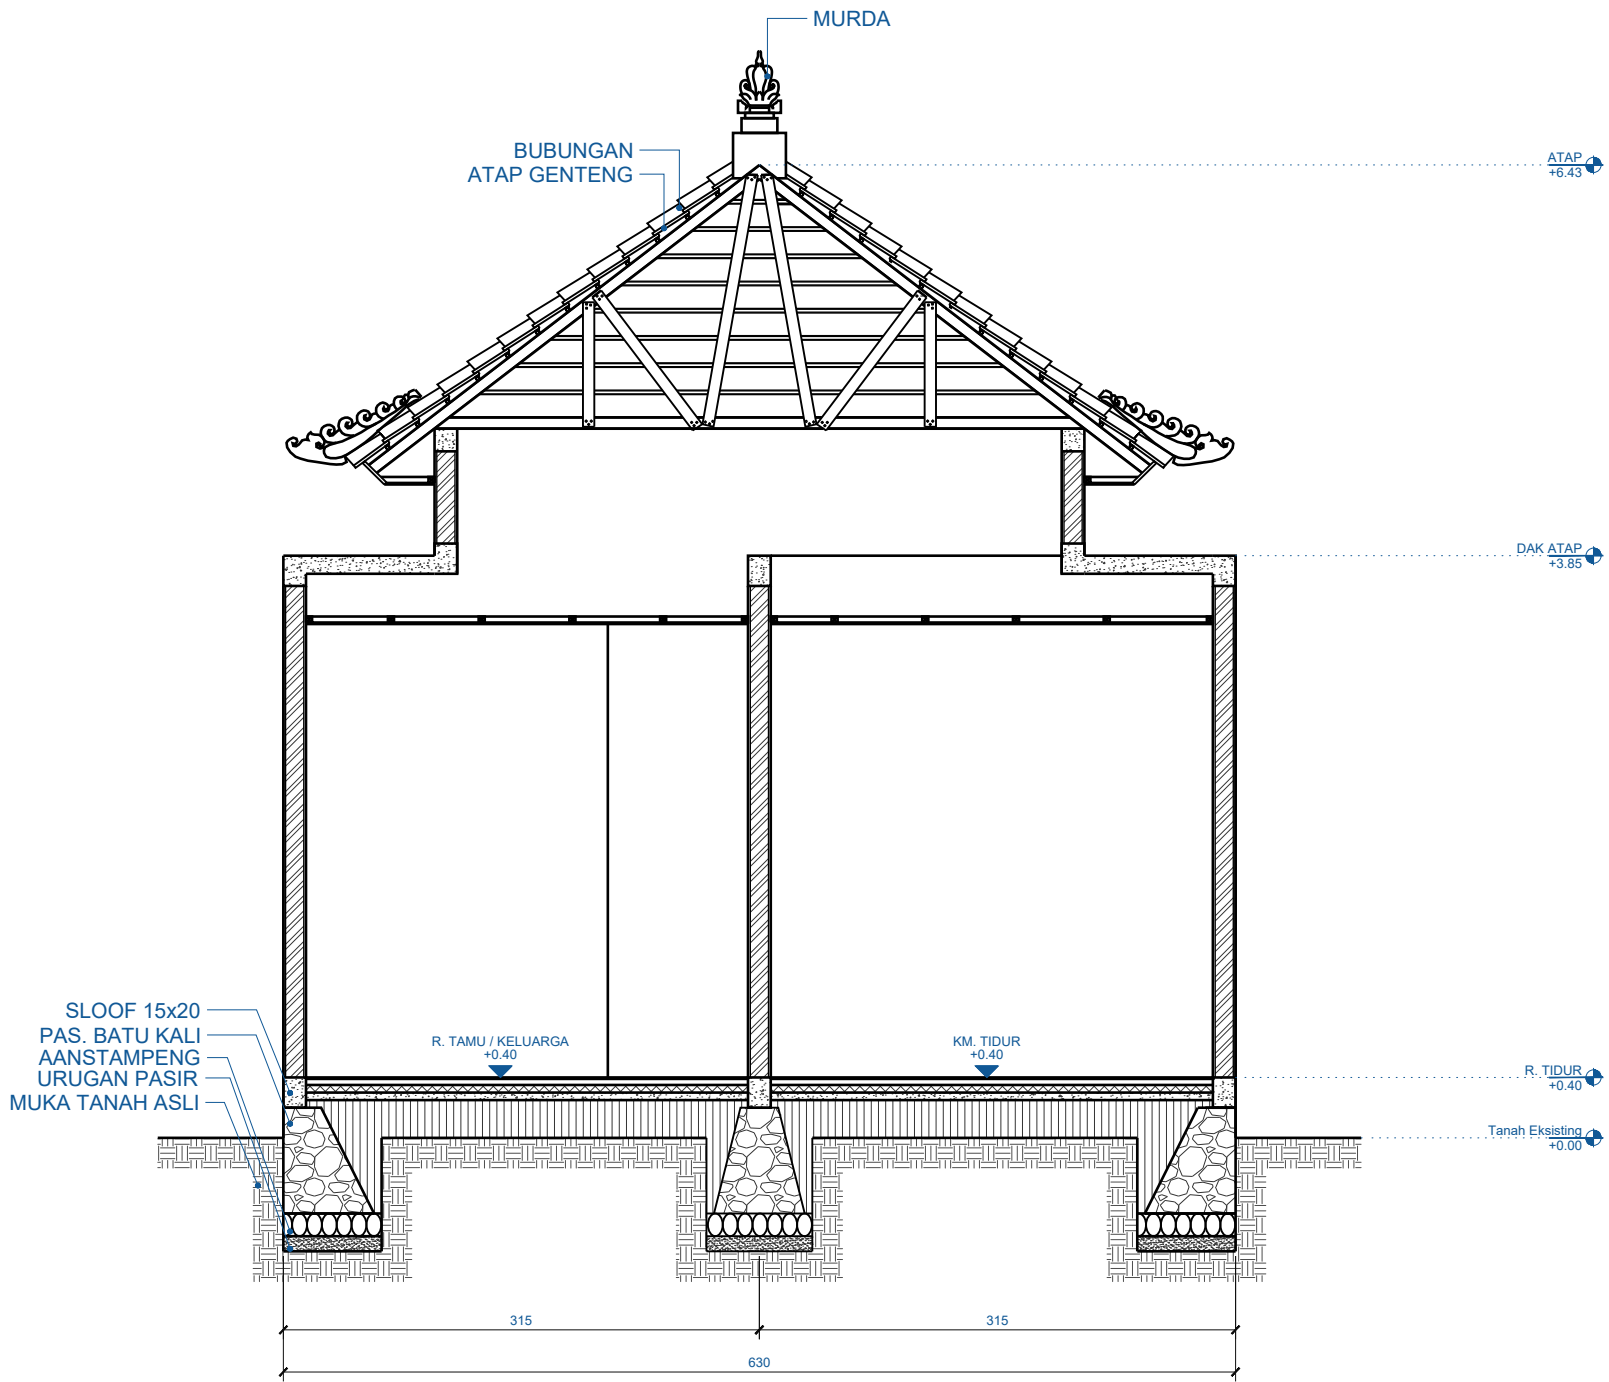 MURDA
BUBUNGAN
ATAP GENTENG
ATAP
+6.43
DAK ATAP
+3.85
SLOOF 15x20
PAS. BATU KALI
AANSTAMPENG
URUGAN PASIR
MUKA TANAH ASLI
R. TAMU / KELUARGA
+0.40
KM. TIDUR
+0.40
R. TIDUR
+0.40
Tanah Eksisting
+0.00
315
315
630